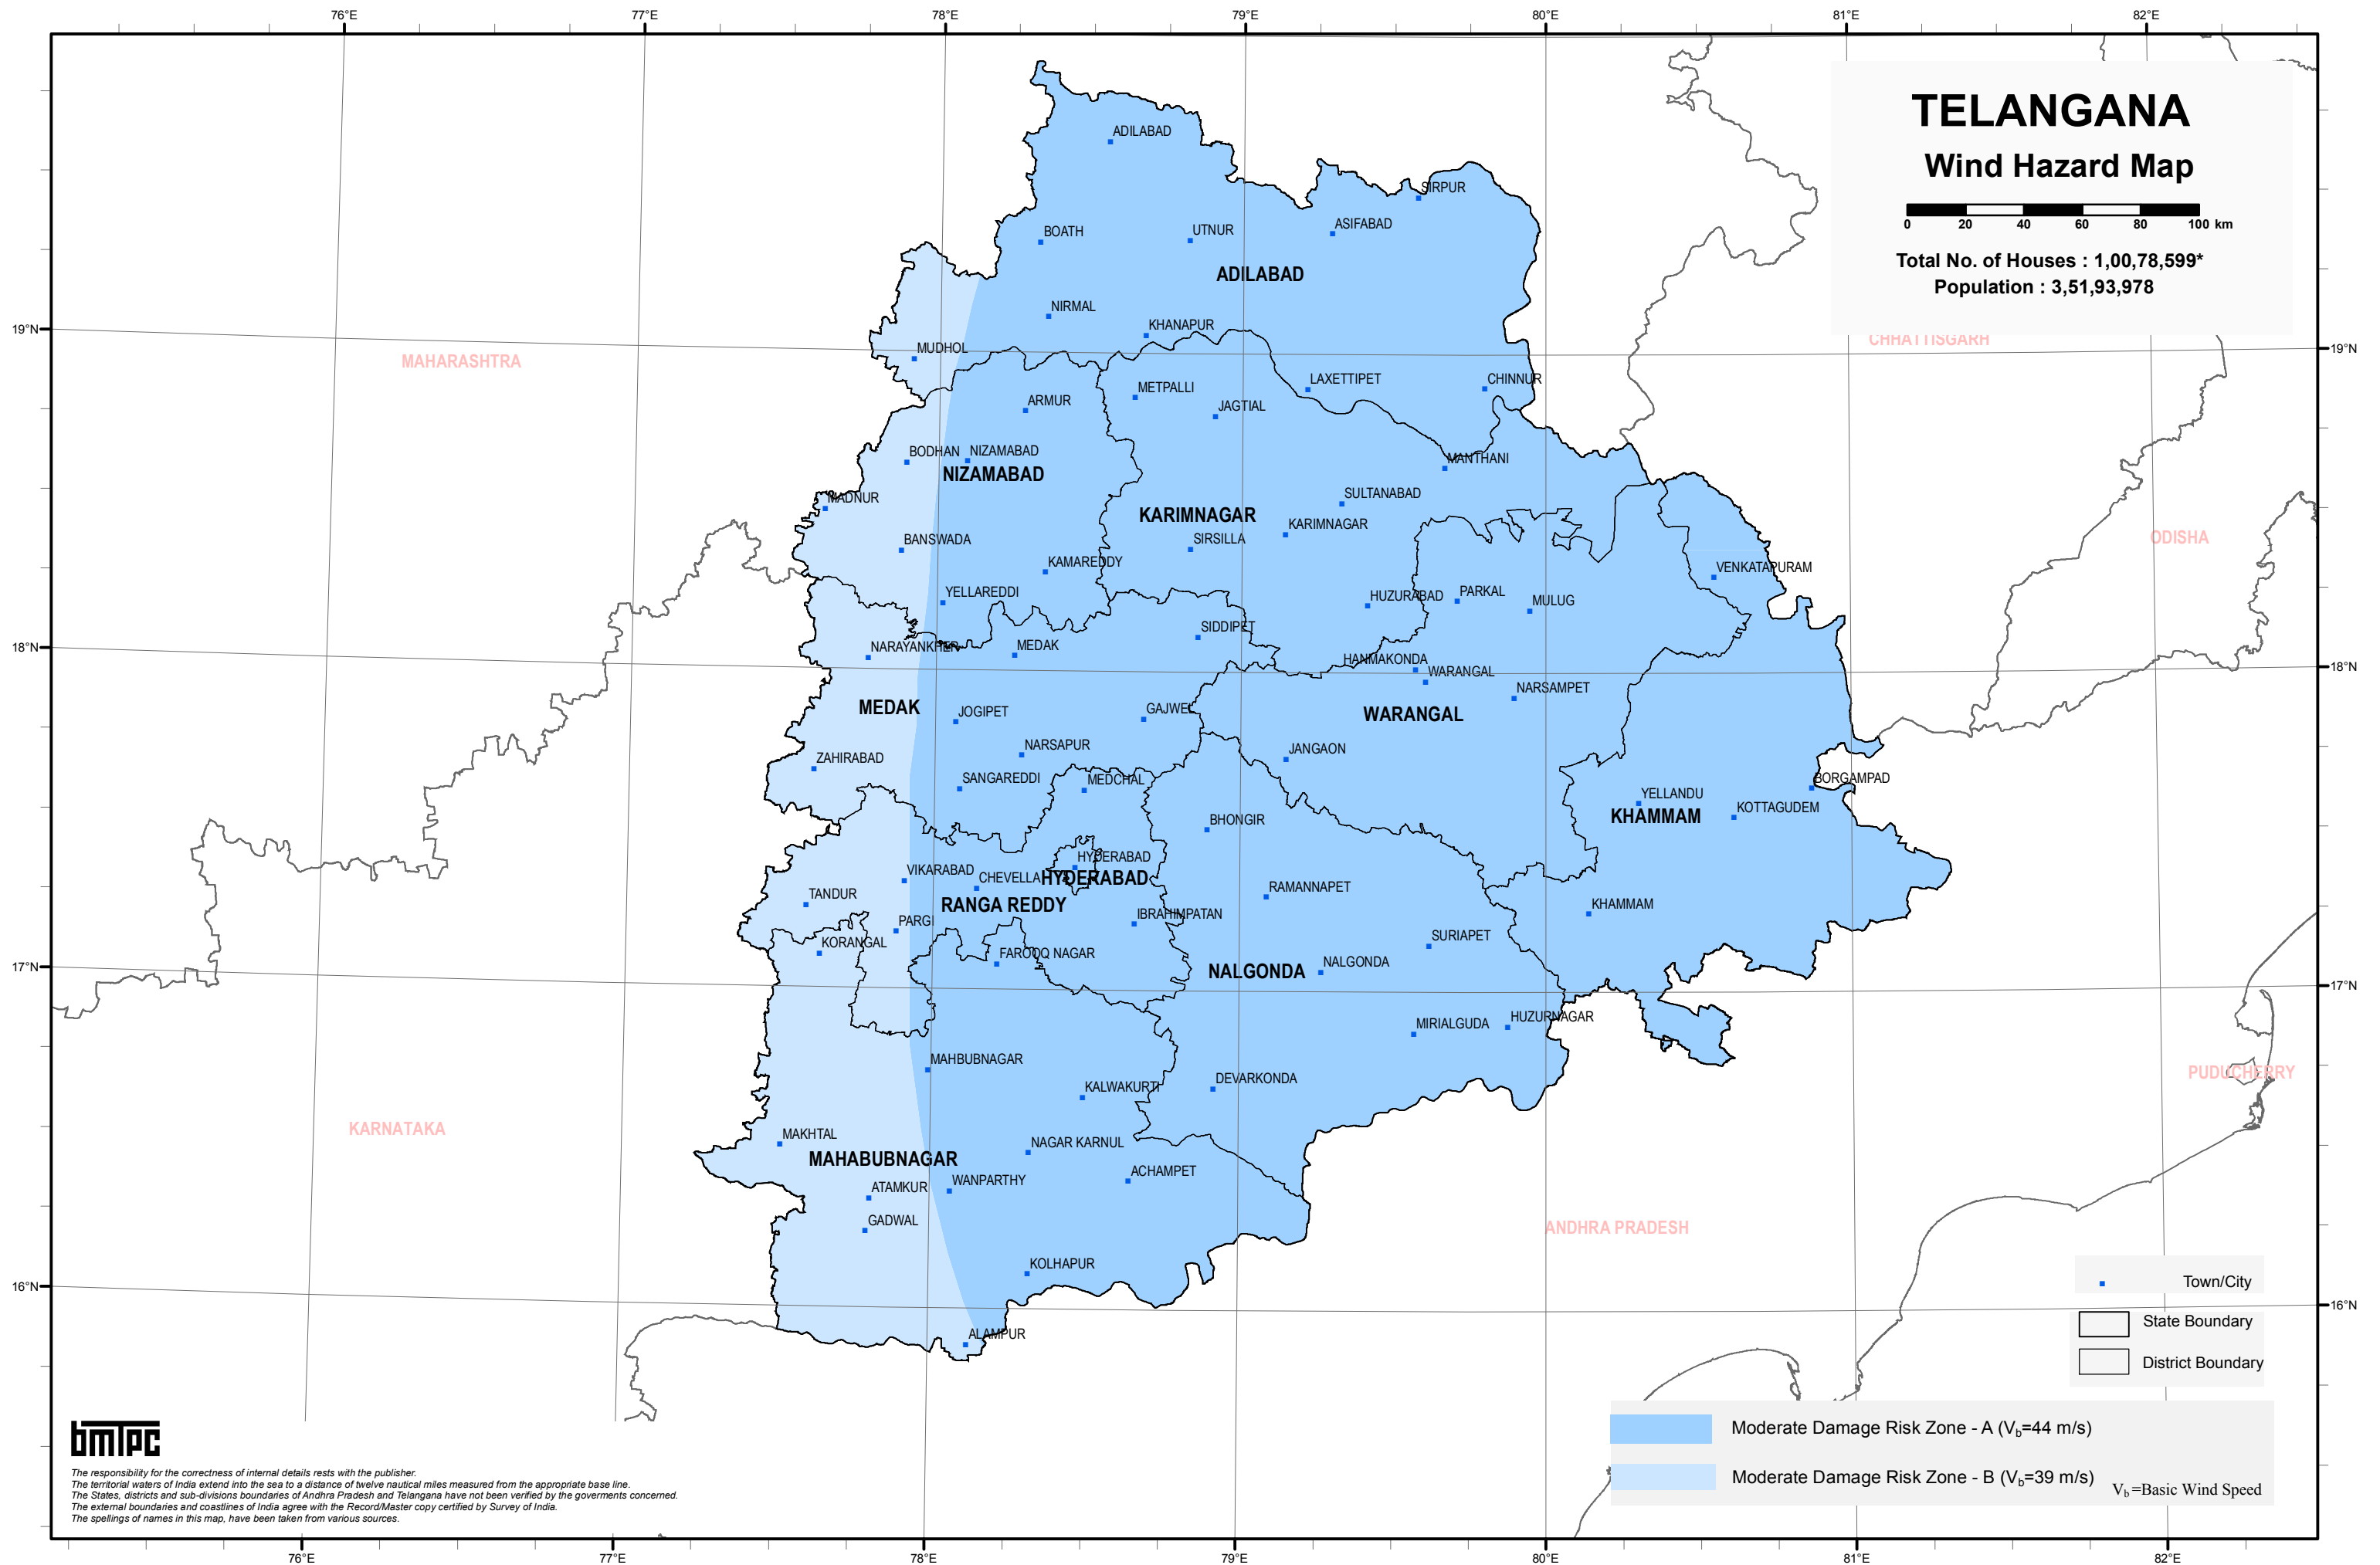 76°E 77°E 78°E 79°E 80°E 81°E 82°E
TELANGANA
Wind Hazard Map
0 20 40 60 80 100 km
Total No. of Houses : 1,00,78,599*
Population : 3,51,93,978
ADILABAD
SIRPUR
ASIFABAD
UTNUR
BOATH
ADILABAD
NIRMAL
KHANAPUR
19°N
19°N
CHHATTISGARH
MUDHOL
MAHARASHTRA
LAXETTIPET
CHINNUR
METPALLI
ARMUR
JAGTIAL
BODHAN
NIZAMABAD
MANTHANI
NIZAMABAD
MADNUR
SULTANABAD
KARIMNAGAR
KARIMNAGAR
ODISHA
BANSWADA
SIRSILLA
KAMAREDDY
VENKATAPURAM
YELLAREDDI
HUZURABAD
PARKAL
MULUG
SIDDIPET
18°N
NARAYANKHER
MEDAK
HANMAKONDA
18°N
WARANGAL
NARSAMPET
MEDAK
JOGIPET
GAJWEL
WARANGAL
NARSAPUR
JANGAON
ZAHIRABAD
SANGAREDDI
MEDCHAL
BORGAMPAD
YELLANDU
KOTTAGUDEM
KHAMMAM
BHONGIR
HYDERABAD
VIKARABAD
CHEVELLA
HYDERABAD
TANDUR
RAMANNAPET
RANGA REDDY
KHAMMAM
IBRAHIMPATAN
PARGI
KORANGAL
SURIAPET
FAROOQ NAGAR
17°N
NALGONDA
NALGONDA
17°N
HUZURNAGAR
MIRIALGUDA
MAHBUBNAGAR
PUDUCHERRY
DEVARKONDA
KALWAKURTI
KARNATAKA
MAKHTAL
NAGAR KARNUL
MAHABUBNAGAR
ACHAMPET
WANPARTHY
ATAMKUR
GADWAL
ANDHRA PRADESH
KOLHAPUR
16°N
Town/City
16°N
State Boundary
ALAMPUR
District Boundary
Moderate Damage Risk Zone - A (Vb=44 m/s)
Moderate Damage Risk Zone - B (Vb=39 m/s)
Vb=Basic Wind Speed
bmTpc
The responsibility for the correctness of internal details rests with the publisher.
The territorial waters of India extend into the sea to a distance of twelve nautical miles measured from the appropriate base line.
The States, districts and sub-divisions boundaries of Andhra Pradesh and Telangana have not been verified by the goverments concerned.
The external boundaries and coastlines of India agree with the Record/Master copy certified by Survey of India.
The spellings of names in this map, have been taken from various sources.
76°E 77°E 78°E 79°E 80°E 81°E 82°E